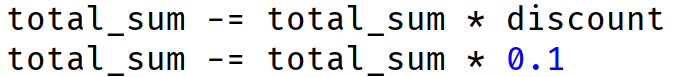 total_sum -= total_sum * discount
total_sum -= total_sum * 0.1